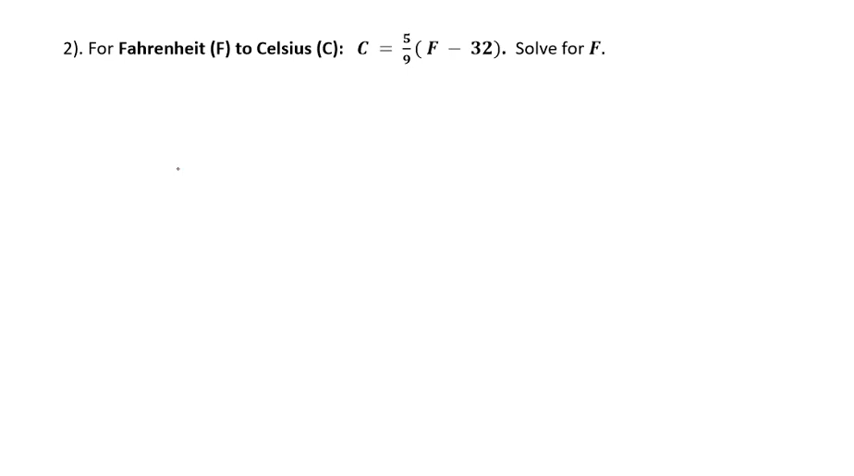 2). For Fahrenheit (F) to Celsius (C): C = 5/9 ( F − 32). Solve for F.